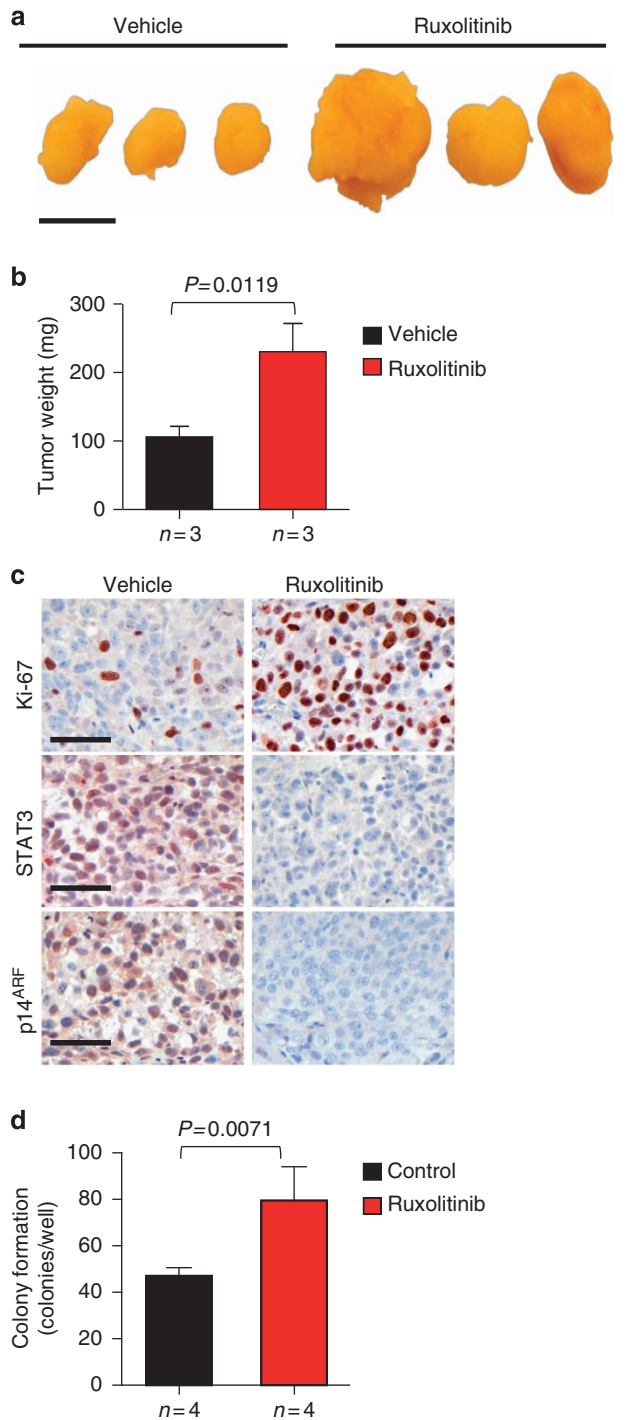 a
Vehicle Ruxolitinib
b
P=0.0119
300
200
100
0
Tumor weight (mg)
n=3 n=3
Vehicle
Ruxolitinib
c
Vehicle Ruxolitinib
Ki-67
STAT3
p14ARF
d
P=0.0071
100
80
60
40
20
0
Colony formation
(colonies/well)
n=4 n=4
Control
Ruxolitinib